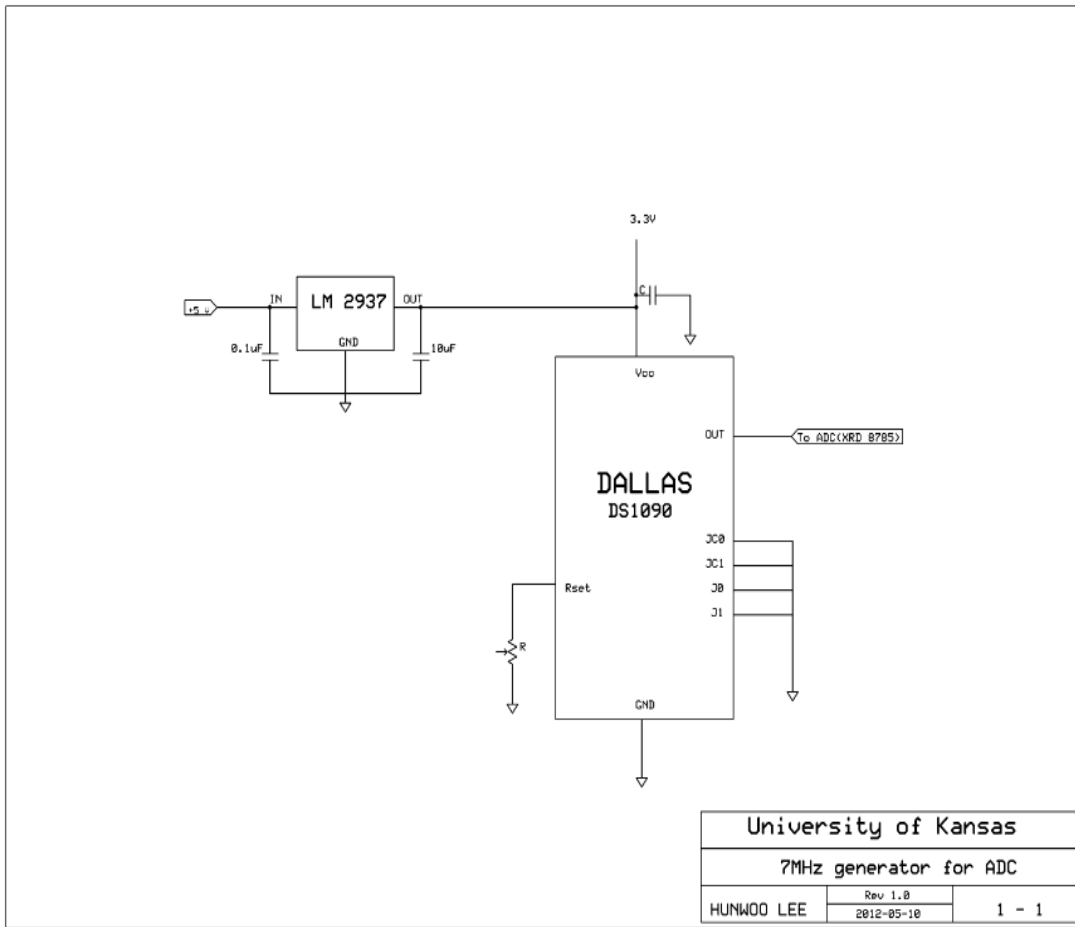 3.3V
C
+5 V
IN
LM 2937
OUT
GND
0.1uF
10uF
VDD
OUT
To ADC(XRD 8785)
DALLAS
DS1090
JC0
JC1
J0
J1
Rset
R
GND
University of Kansas
7MHz generator for ADC
HUNWOO LEE
Rev 1.0
2012-05-10
1 - 1